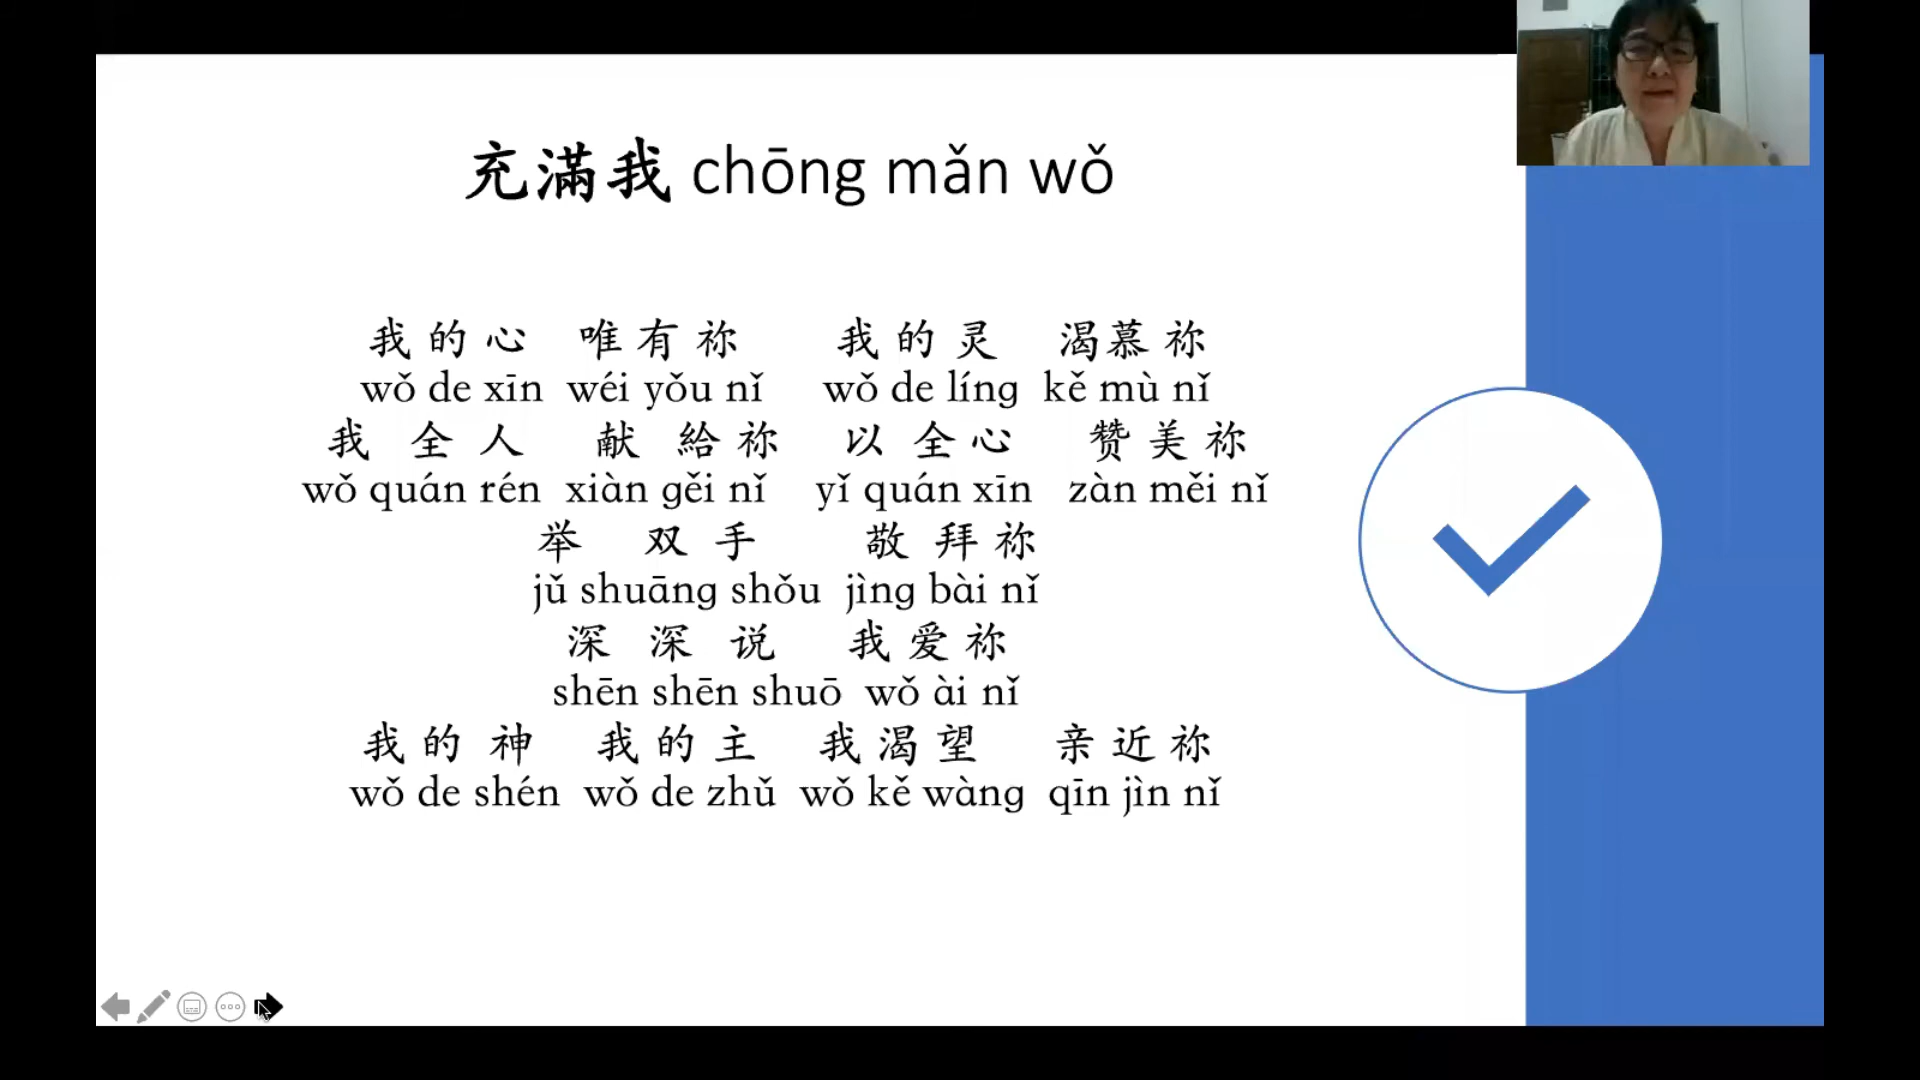 充滿我 chōng mǎn wǒ
我的心 唯有祢 我的灵 渴慕祢
wǒ de xīn wéi yǒu nǐ wǒ de líng kě mù nǐ
我全人 献給祢 以全心 赞美祢
wǒ quán rén xiàn gěi nǐ yǐ quán xīn zàn měi nǐ
举双手 敬拜祢
jǔ shuāng shǒu jìng bài nǐ
深深说 我爱祢
shēn shēn shuō wǒ ài nǐ
我的神 我的主 我渴望 亲近祢
wǒ de shén wǒ de zhǔ wǒ kě wàng qīn jìn nǐ